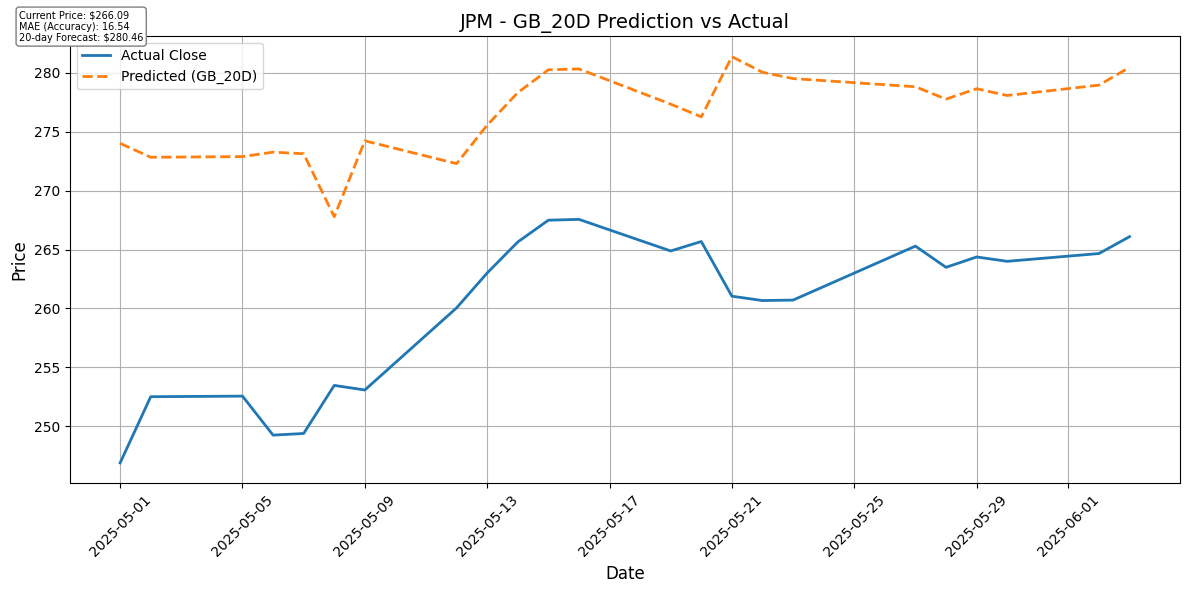 JPM - GB_20D Prediction vs Actual
Current Price: $266.09
MAE (Accuracy): 16.54
20-day Forecast: $280.46
Actual Close
Predicted (GB_20D)
Price
280
275
270
265
260
255
250
2025-05-01
2025-05-05
2025-05-09
2025-05-13
2025-05-17
2025-05-21
2025-05-25
2025-05-29
2025-06-01
Date